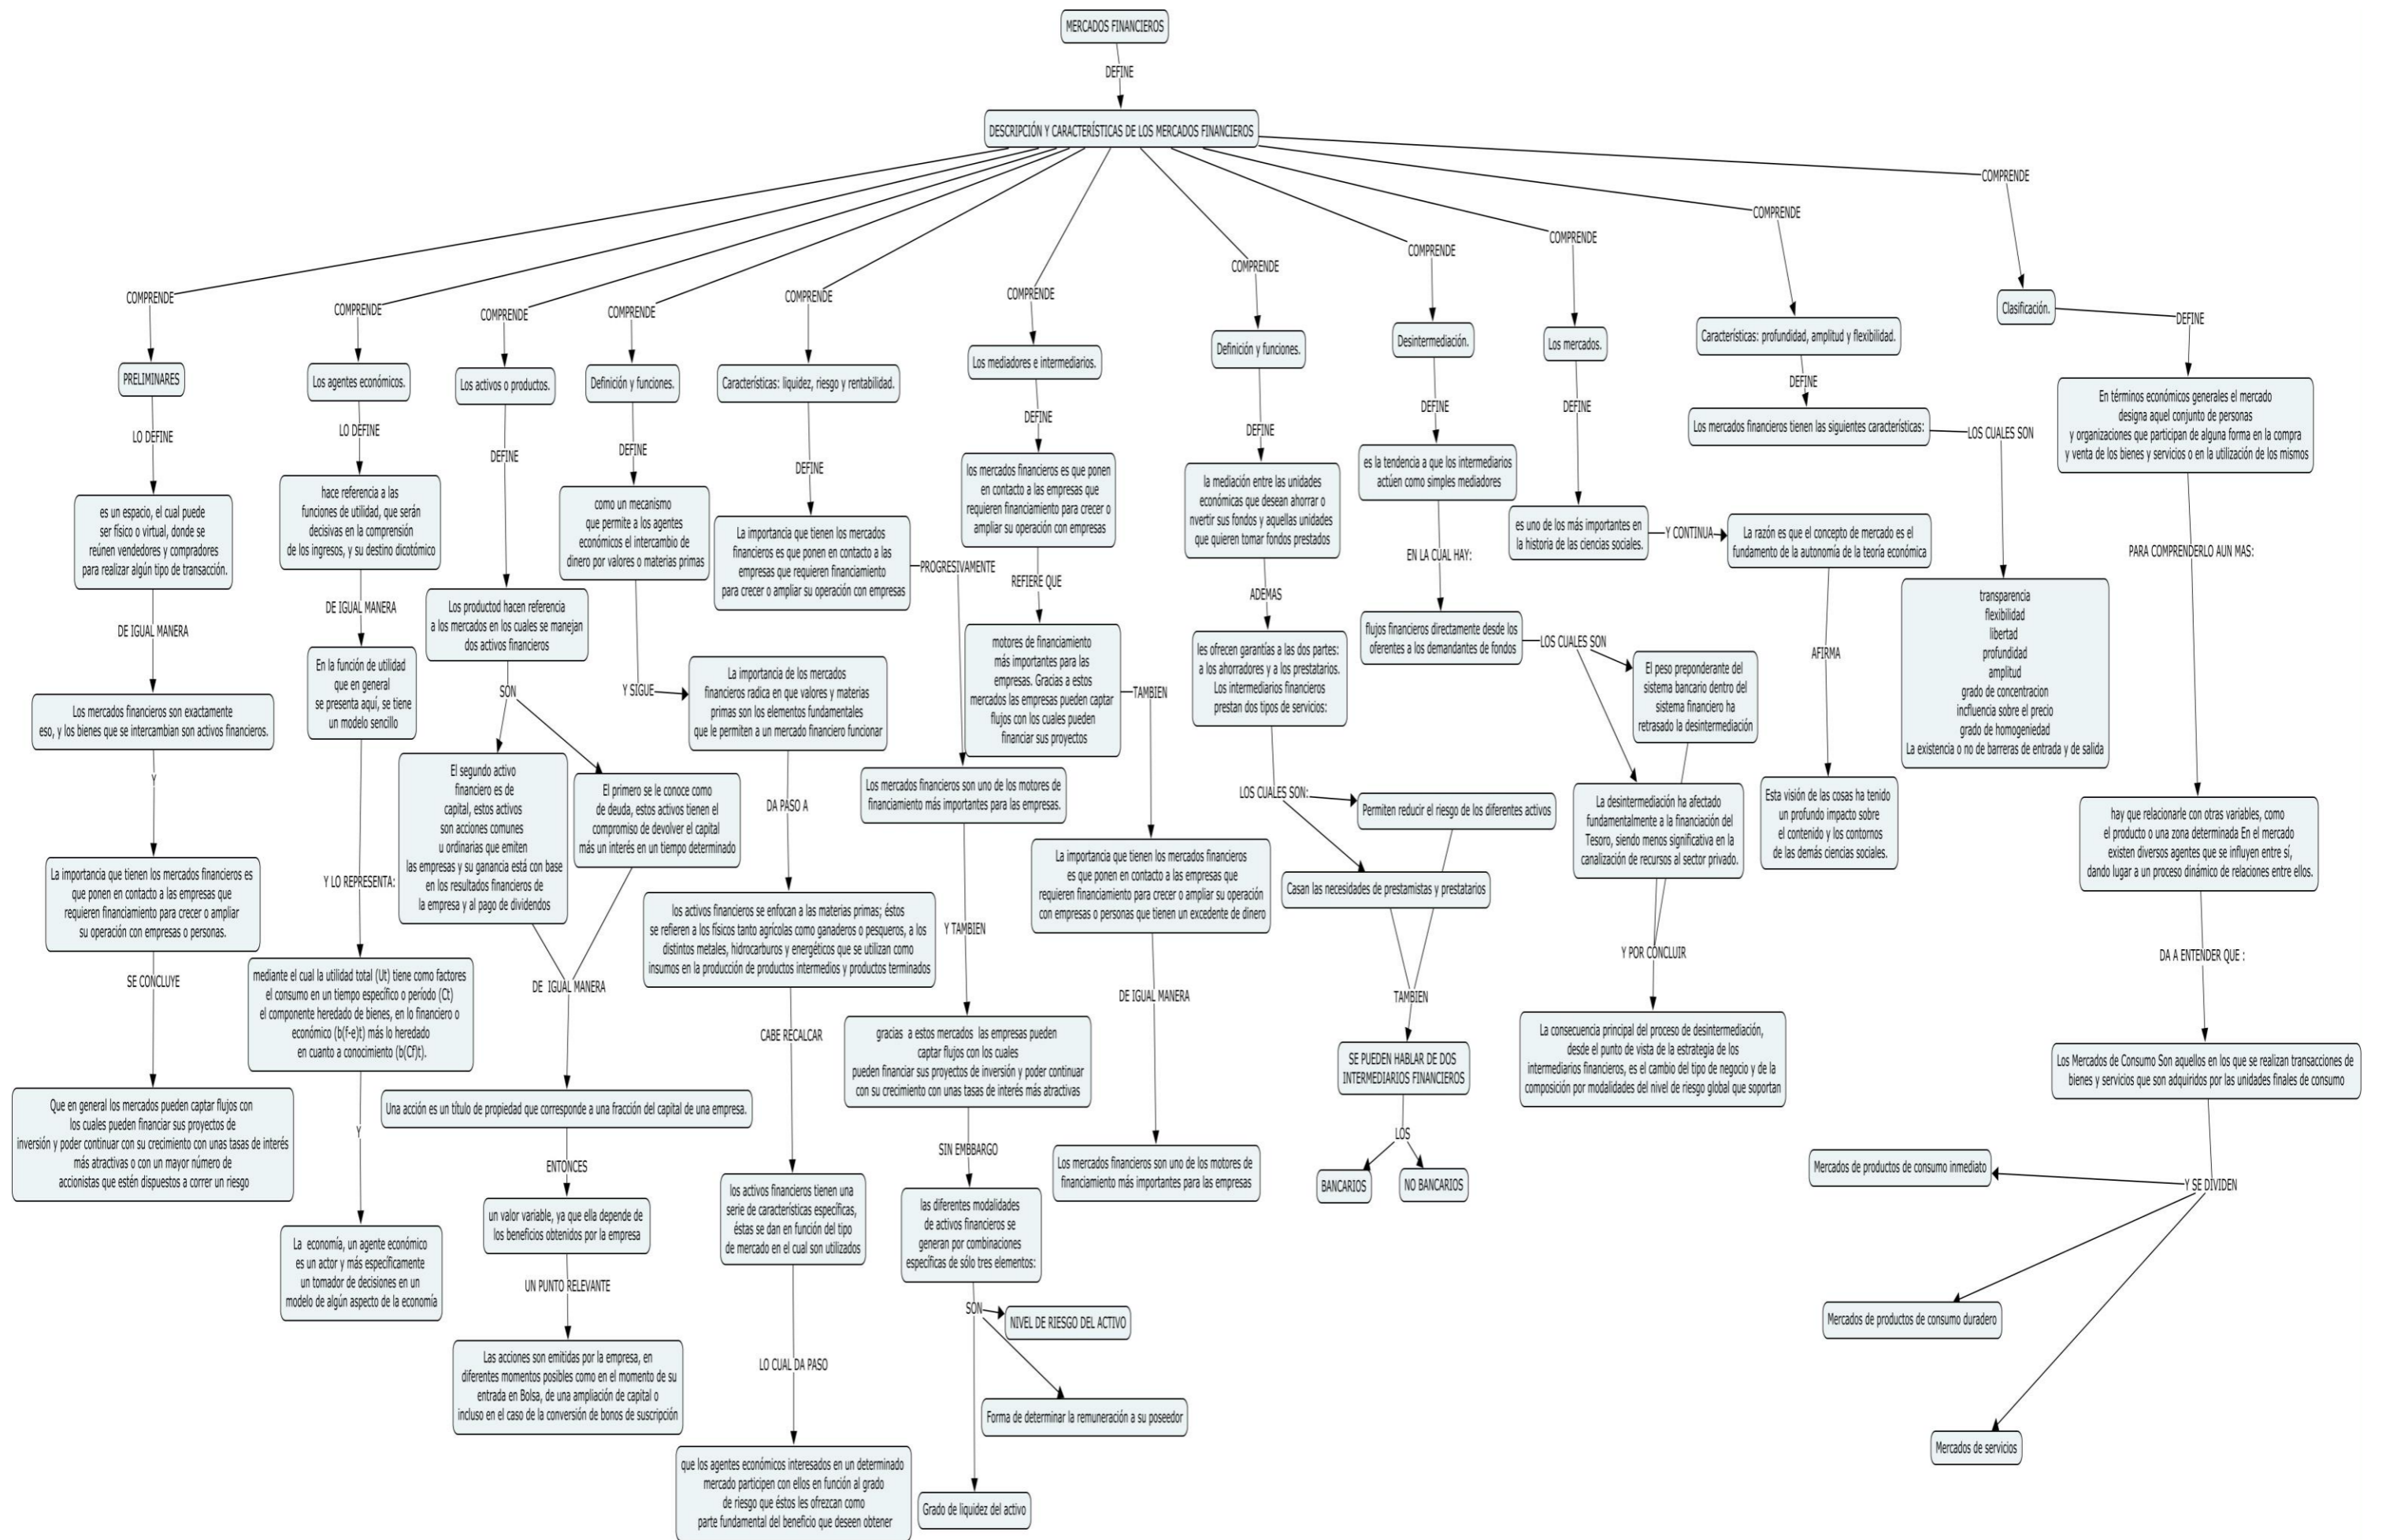 MERCADOS FINANCIEROS
DEFINE
DESCRIPCIÓN Y CARACTERÍSTICAS DE LOS MERCADOS FINANCIEROS
COMPRENDE
PRELIMINARES
LO DEFINE
es un espacio, el cual puede
ser físico o virtual, donde se
reúnen vendedores y compradores
para realizar algún tipo de transacción.
DE IGUAL MANERA
Los mercados financieros son exactamente
eso, y los bienes que se intercambian son activos financieros.
Y
La importancia que tienen los mercados financieros es
que ponen en contacto a las empresas que
requieren financiamiento para crecer o ampliar
su operación con empresas o personas.
SE CONCLUYE
Que en general los mercados pueden captar flujos con
los cuales pueden financiar sus proyectos de
inversión y poder continuar con su crecimiento con unas tasas de interés
más atractivas o con un mayor número de
accionistas que estén dispuestos a correr un riesgo
COMPRENDE
Los agentes económicos.
LO DEFINE
hace referencia a las
funciones de utilidad, que serán
decisivas en la comprensión
de los ingresos, y su destino dicotómico
DE IGUAL MANERA
En la función de utilidad
que en general
se presenta aquí, se tiene
un modelo sencillo
Y LO REPRESENTA:
mediante el cual la utilidad total (Ut) tiene como factores
el consumo en un tiempo específico o período (Ct)
el componente heredado de bienes, en lo financiero o
económico (b(f-e)t) más lo heredado
en cuanto a conocimiento (b(Cf)t).
Y
La  economía, un agente económico
es un actor y más específicamente
un tomador de decisiones en un
modelo de algún aspecto de la economía
COMPRENDE
Los activos o productos.
DEFINE
Los productod hacen referencia
a los mercados en los cuales se manejan
dos activos financieros
SON
El segundo activo
financiero es de
capital, estos activos
son acciones comunes
u ordinarias que emiten
las empresas y su ganancia está con base
en los resultados financieros de
la empresa y al pago de dividendos
El primero se le conoce como
de deuda, estos activos tienen el
compromiso de devolver el capital
más un interés en un tiempo determinado
DE  IGUAL MANERA
Una acción es un título de propiedad que corresponde a una fracción del capital de una empresa.
ENTONCES
un valor variable, ya que ella depende de
los beneficios obtenidos por la empresa
UN PUNTO RELEVANTE
Las acciones son emitidas por la empresa, en
diferentes momentos posibles como en el momento de su
entrada en Bolsa, de una ampliación de capital o
incluso en el caso de la conversión de bonos de suscripción
COMPRENDE
Definición y funciones.
DEFINE
como un mecanismo
que permite a los agentes
económicos el intercambio de
dinero por valores o materias primas
Y SIGUE
La importancia de los mercados
financieros radica en que valores y materias
primas son los elementos fundamentales
que le permiten a un mercado financiero funcionar
DA PASO A
los activos financieros se enfocan a las materias primas; éstos
se refieren a los físicos tanto agrícolas como ganaderos o pesqueros, a los
distintos metales, hidrocarburos y energéticos que se utilizan como
insumos en la producción de productos intermedios y productos terminados
CABE RECALCAR
los activos financieros tienen una
serie de características específicas,
éstas se dan en función del tipo
de mercado en el cual son utilizados
LO CUAL DA PASO
que los agentes económicos interesados en un determinado
mercado participen con ellos en función al grado
de riesgo que éstos les ofrezcan como
parte fundamental del beneficio que deseen obtener
COMPRENDE
Características: liquidez, riesgo y rentabilidad.
DEFINE
La importancia que tienen los mercados
financieros es que ponen en contacto a las
empresas que requieren financiamiento
para crecer o ampliar su operación con empresas
PROGRESIVAMENTE
Los mercados financieros son uno de los motores de
financiamiento más importantes para las empresas.
Y TAMBIEN
gracias  a estos mercados  las empresas pueden
captar flujos con los cuales
pueden financiar sus proyectos de inversión y poder continuar
con su crecimiento con unas tasas de interés más atractivas
SIN EMBBARGO
las diferentes modalidades
de activos financieros se
generan por combinaciones
específicas de sólo tres elementos:
SON
NIVEL DE RIESGO DEL ACTIVO
Forma de determinar la remuneración a su poseedor
Grado de liquidez del activo
COMPRENDE
Los mediadores e intermediarios.
DEFINE
los mercados financieros es que ponen
en contacto a las empresas que
requieren financiamiento para crecer o
ampliar su operación con empresas
REFIERE QUE
motores de financiamiento
más importantes para las
empresas. Gracias a estos
mercados las empresas pueden captar
flujos con los cuales pueden
financiar sus proyectos
TAMBIEN
La importancia que tienen los mercados financieros
es que ponen en contacto a las empresas que
requieren financiamiento para crecer o ampliar su operación
con empresas o personas que tienen un excedente de dinero
DE IGUAL MANERA
Los mercados financieros son uno de los motores de
financiamiento más importantes para las empresas
COMPRENDE
Definición y funciones.
DEFINE
la mediación entre las unidades
económicas que desean ahorrar o
nvertir sus fondos y aquellas unidades
que quieren tomar fondos prestados
ADEMAS
les ofrecen garantías a las dos partes:
a los ahorradores y a los prestatarios.
Los intermediarios financieros
prestan dos tipos de servicios:
LOS CUALES SON:
Permiten reducir el riesgo de los diferentes activos
Casan las necesidades de prestamistas y prestatarios
TAMBIEN
SE PUEDEN HABLAR DE DOS
INTERMEDIARIOS FINANCIEROS
LOS
BANCARIOS
NO BANCARIOS
COMPRENDE
Desintermediación.
DEFINE
es la tendencia a que los intermediarios
actúen como simples mediadores
EN LA CUAL HAY:
flujos financieros directamente desde los
oferentes a los demandantes de fondos
LOS CUALES SON
El peso preponderante del
sistema bancario dentro del
sistema financiero ha
retrasado la desintermediación
La desintermediación ha afectado
fundamentalmente a la financiación del
Tesoro, siendo menos significativa en la
canalización de recursos al sector privado.
Y POR CONCLUIR
La consecuencia principal del proceso de desintermediación,
desde el punto de vista de la estrategia de los
intermediarios financieros, es el cambio del tipo de negocio y de la
composición por modalidades del nivel de riesgo global que soportan
COMPRENDE
Los mercados.
DEFINE
es uno de los más importantes en
la historia de las ciencias sociales.
Y CONTINUA
La razón es que el concepto de mercado es el
fundamento de la autonomía de la teoría económica
AFIRMA
Esta visión de las cosas ha tenido
un profundo impacto sobre
el contenido y los contornos
de las demás ciencias sociales.
COMPRENDE
Características: profundidad, amplitud y flexibilidad.
DEFINE
Los mercados financieros tienen las siguientes características:
LOS CUALES SON
transparencia
flexibilidad
libertad
profundidad
amplitud
grado de concentracion
incfluencia sobre el precio
grado de homogeniedad
La existencia o no de barreras de entrada y de salida
COMPRENDE
Clasificación.
DEFINE
En términos económicos generales el mercado
designa aquel conjunto de personas
y organizaciones que participan de alguna forma en la compra
y venta de los bienes y servicios o en la utilización de los mismos
PARA COMPRENDERLO AUN MAS:
hay que relacionarle con otras variables, como
el producto o una zona determinada En el mercado
existen diversos agentes que se influyen entre sí,
dando lugar a un proceso dinámico de relaciones entre ellos.
DA A ENTENDER QUE :
Los Mercados de Consumo Son aquellos en los que se realizan transacciones de
bienes y servicios que son adquiridos por las unidades finales de consumo
Y SE DIVIDEN
Mercados de productos de consumo inmediato
Mercados de productos de consumo duradero
Mercados de servicios